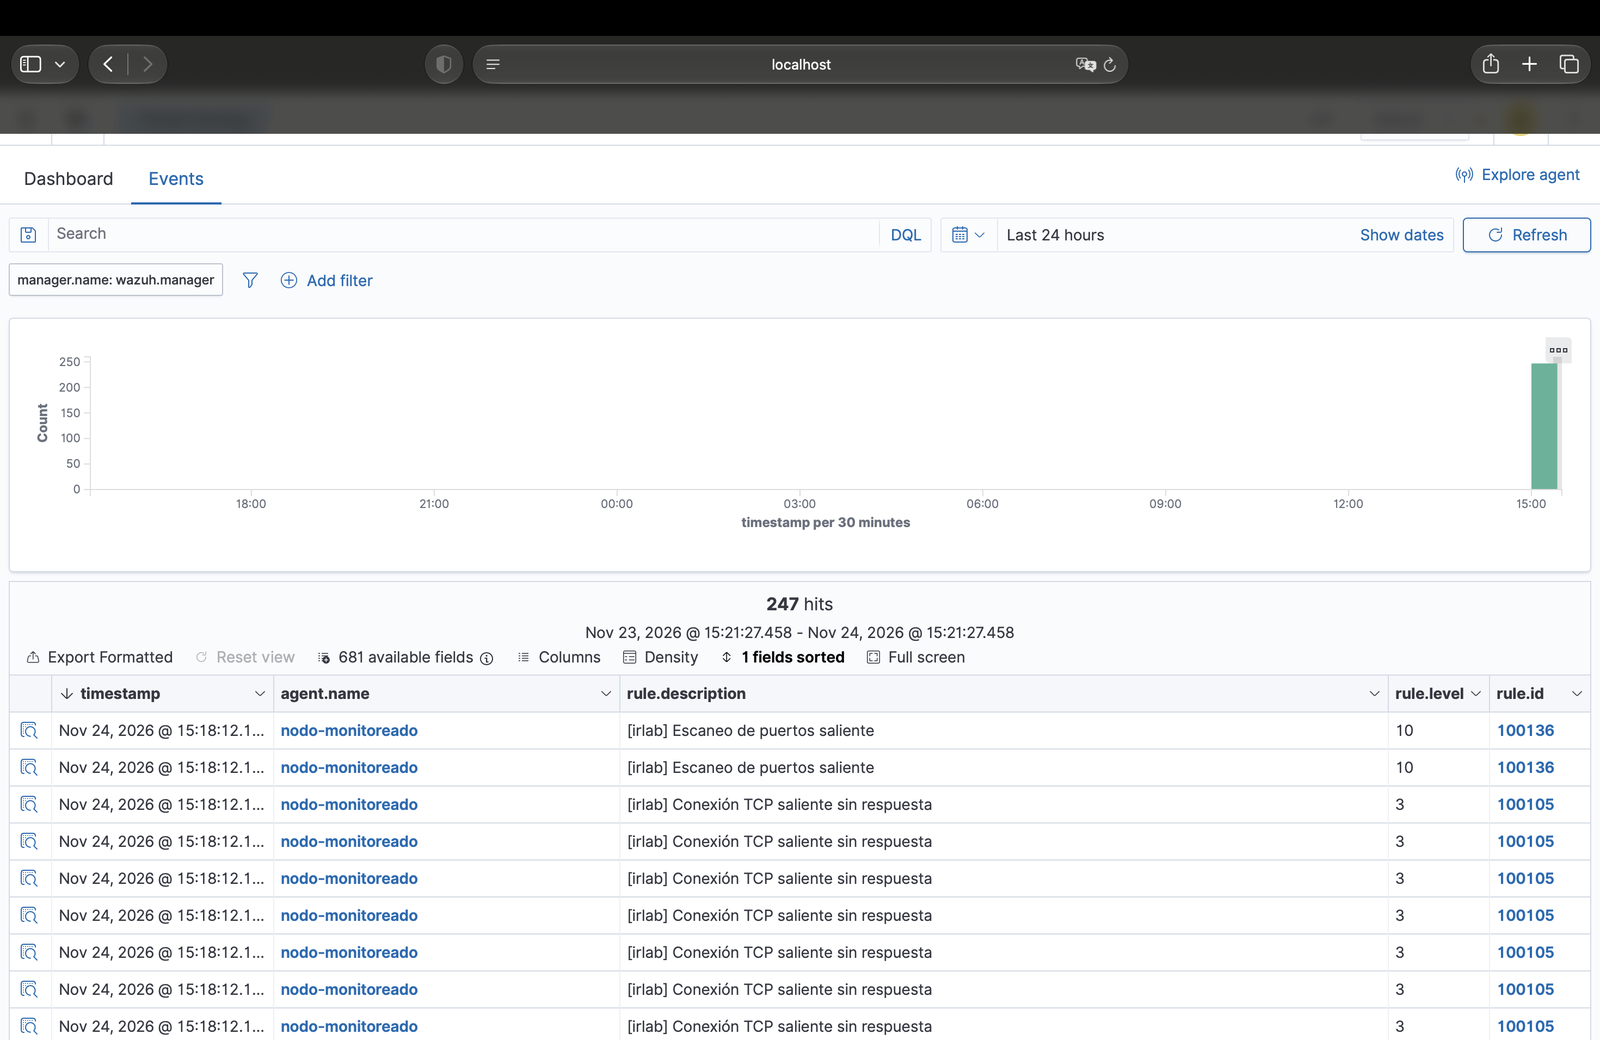 localhost
Dashboard Events
Explore agent
Search DQL Last 24 hours Show dates Refresh
manager.name: wazuh.manager Add filter
250
200
150
100
50
0
Count
18:00 21:00 00:00 03:00 06:00 09:00 12:00 15:00
timestamp per 30 minutes
247 hits
Nov 23, 2026 @ 15:21:27.458 - Nov 24, 2026 @ 15:21:27.458
Export Formatted Reset view 681 available fields Columns Density 1 fields sorted Full screen
timestamp agent.name rule.description rule.level rule.id
Nov 24, 2026 @ 15:18:12.1... nodo-monitoreado [irlab] Escaneo de puertos saliente 10 100136
Nov 24, 2026 @ 15:18:12.1... nodo-monitoreado [irlab] Escaneo de puertos saliente 10 100136
Nov 24, 2026 @ 15:18:12.1... nodo-monitoreado [irlab] Conexión TCP saliente sin respuesta 3 100105
Nov 24, 2026 @ 15:18:12.1... nodo-monitoreado [irlab] Conexión TCP saliente sin respuesta 3 100105
Nov 24, 2026 @ 15:18:12.1... nodo-monitoreado [irlab] Conexión TCP saliente sin respuesta 3 100105
Nov 24, 2026 @ 15:18:12.1... nodo-monitoreado [irlab] Conexión TCP saliente sin respuesta 3 100105
Nov 24, 2026 @ 15:18:12.1... nodo-monitoreado [irlab] Conexión TCP saliente sin respuesta 3 100105
Nov 24, 2026 @ 15:18:12.1... nodo-monitoreado [irlab] Conexión TCP saliente sin respuesta 3 100105
Nov 24, 2026 @ 15:18:12.1... nodo-monitoreado [irlab] Conexión TCP saliente sin respuesta 3 100105